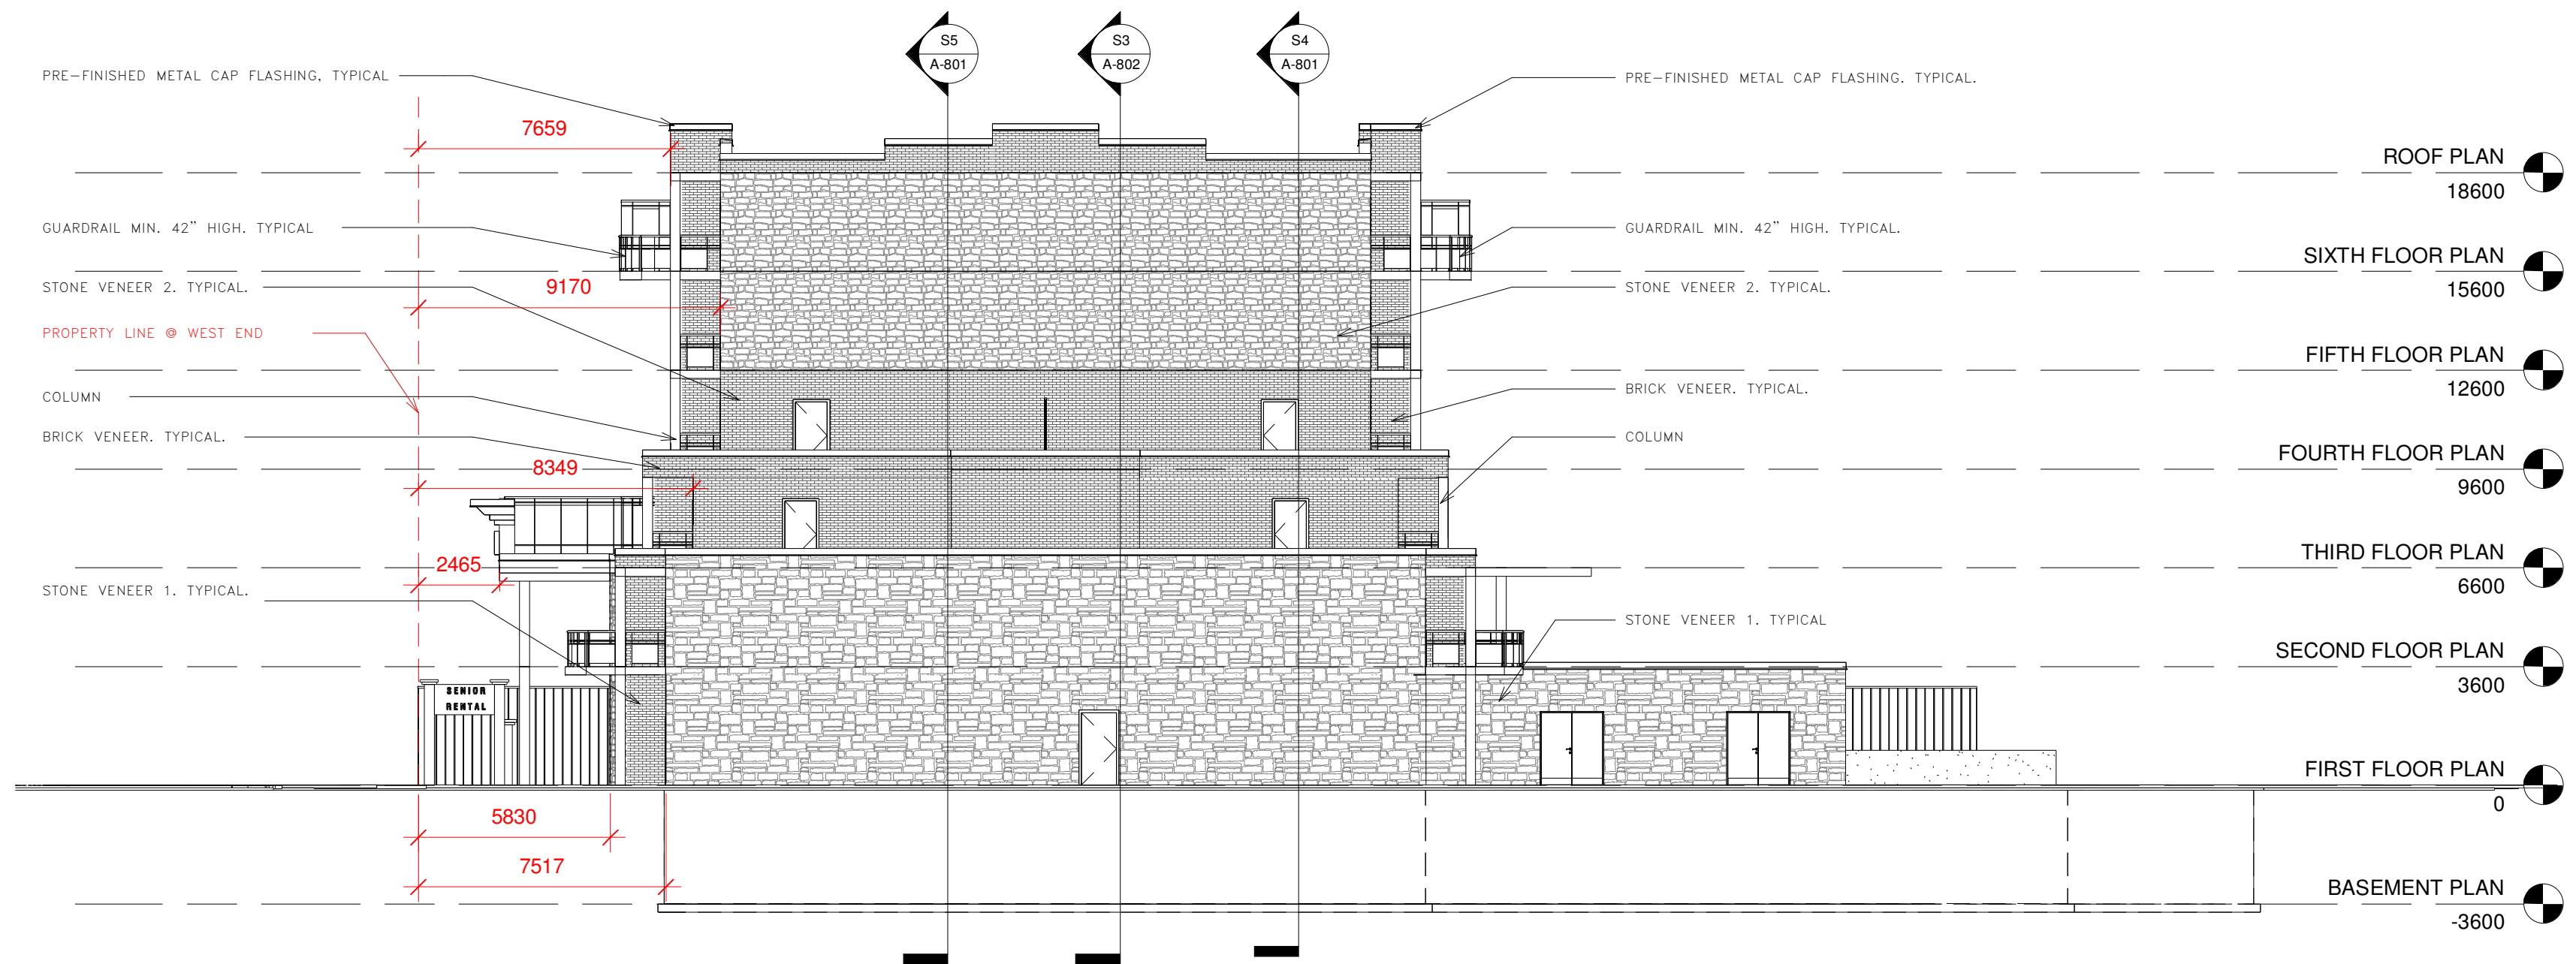 S5
A-801
S3
A-802
S4
A-801
PRE-FINISHED METAL CAP FLASHING, TYPICAL
PRE-FINISHED METAL CAP FLASHING. TYPICAL.
7659
ROOF PLAN
18600
GUARDRAIL MIN. 42" HIGH. TYPICAL
GUARDRAIL MIN. 42" HIGH. TYPICAL.
SIXTH FLOOR PLAN
15600
STONE VENEER 2. TYPICAL.
9170
STONE VENEER 2. TYPICAL.
PROPERTY LINE @ WEST END
FIFTH FLOOR PLAN
12600
COLUMN
BRICK VENEER. TYPICAL.
BRICK VENEER. TYPICAL.
COLUMN
FOURTH FLOOR PLAN
9600
8349
THIRD FLOOR PLAN
6600
2465
STONE VENEER 1. TYPICAL.
STONE VENEER 1. TYPICAL
SECOND FLOOR PLAN
3600
SENIOR
RENTAL
FIRST FLOOR PLAN
0
5830
7517
BASEMENT PLAN
-3600